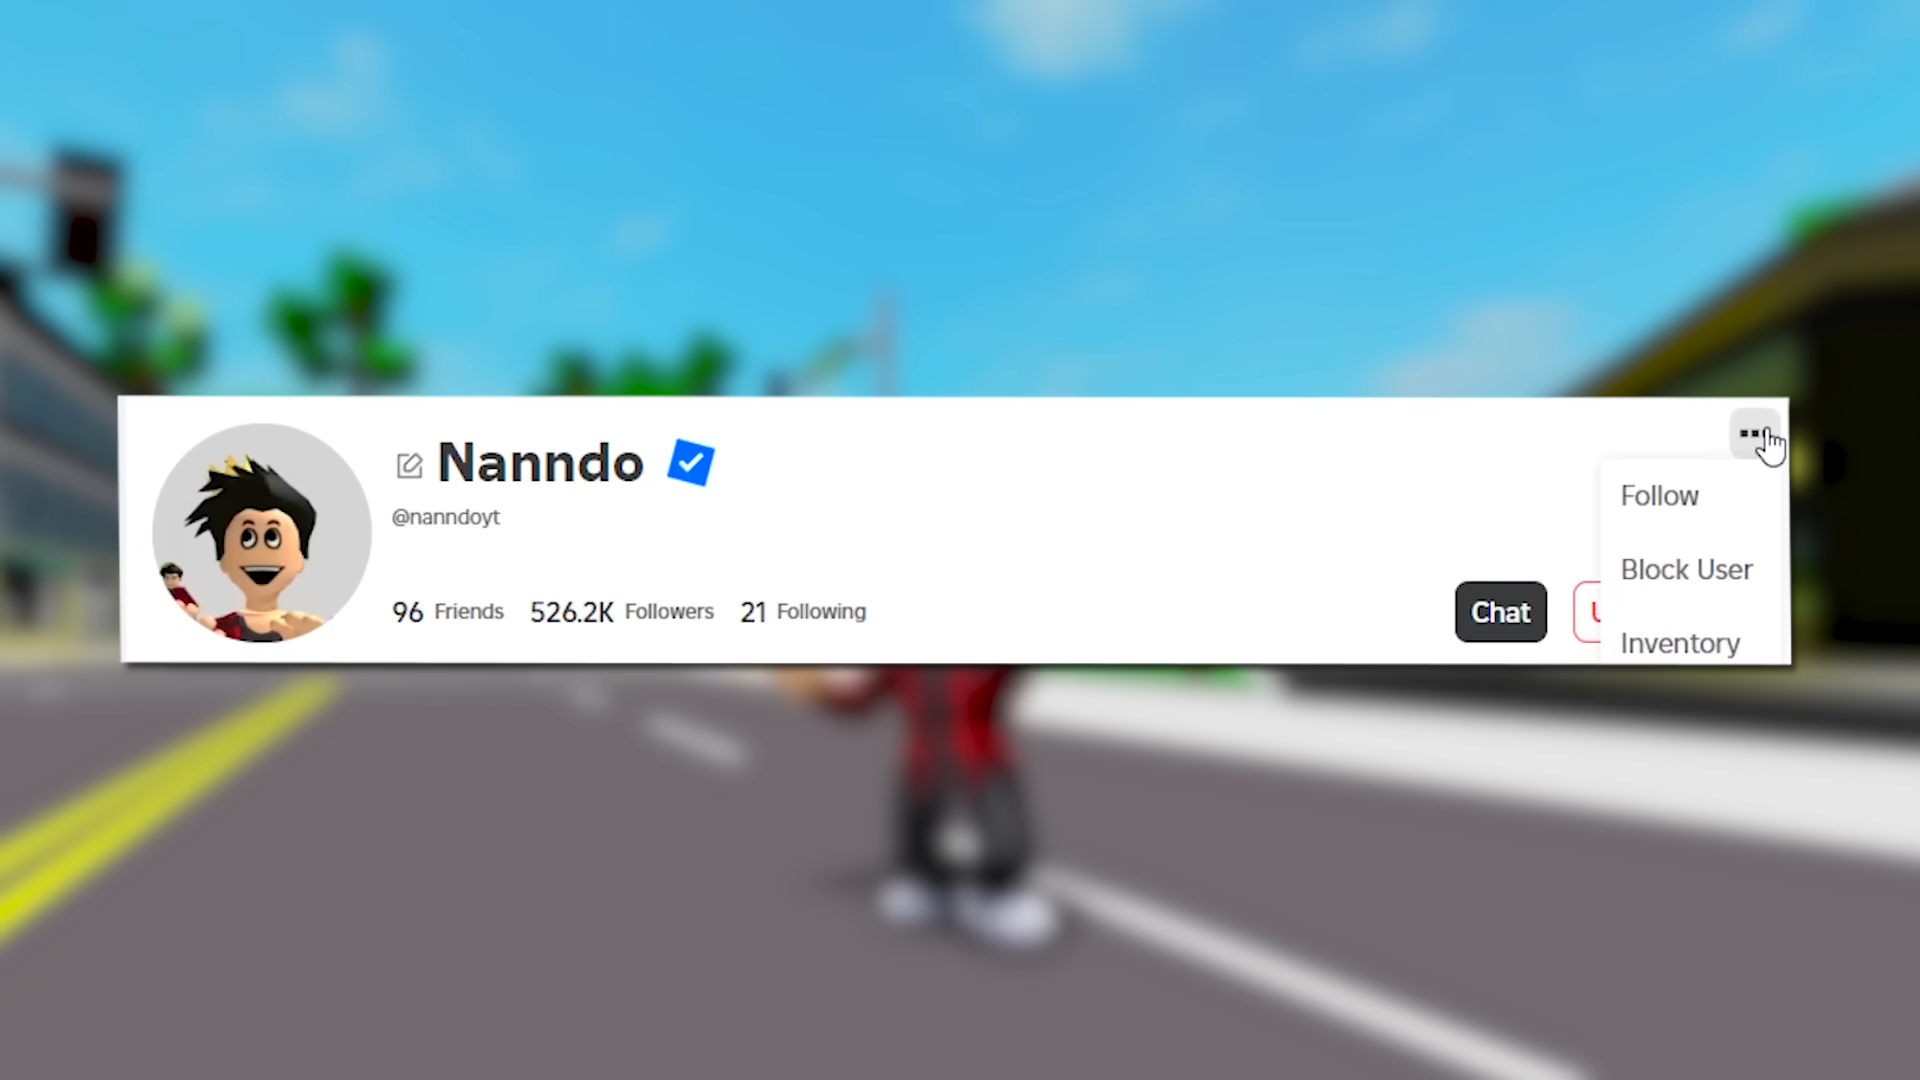 Nanndo
@nanndoyt
96 Friends 526.2K Followers 21 Following
Chat
Follow
Block User
Inventory